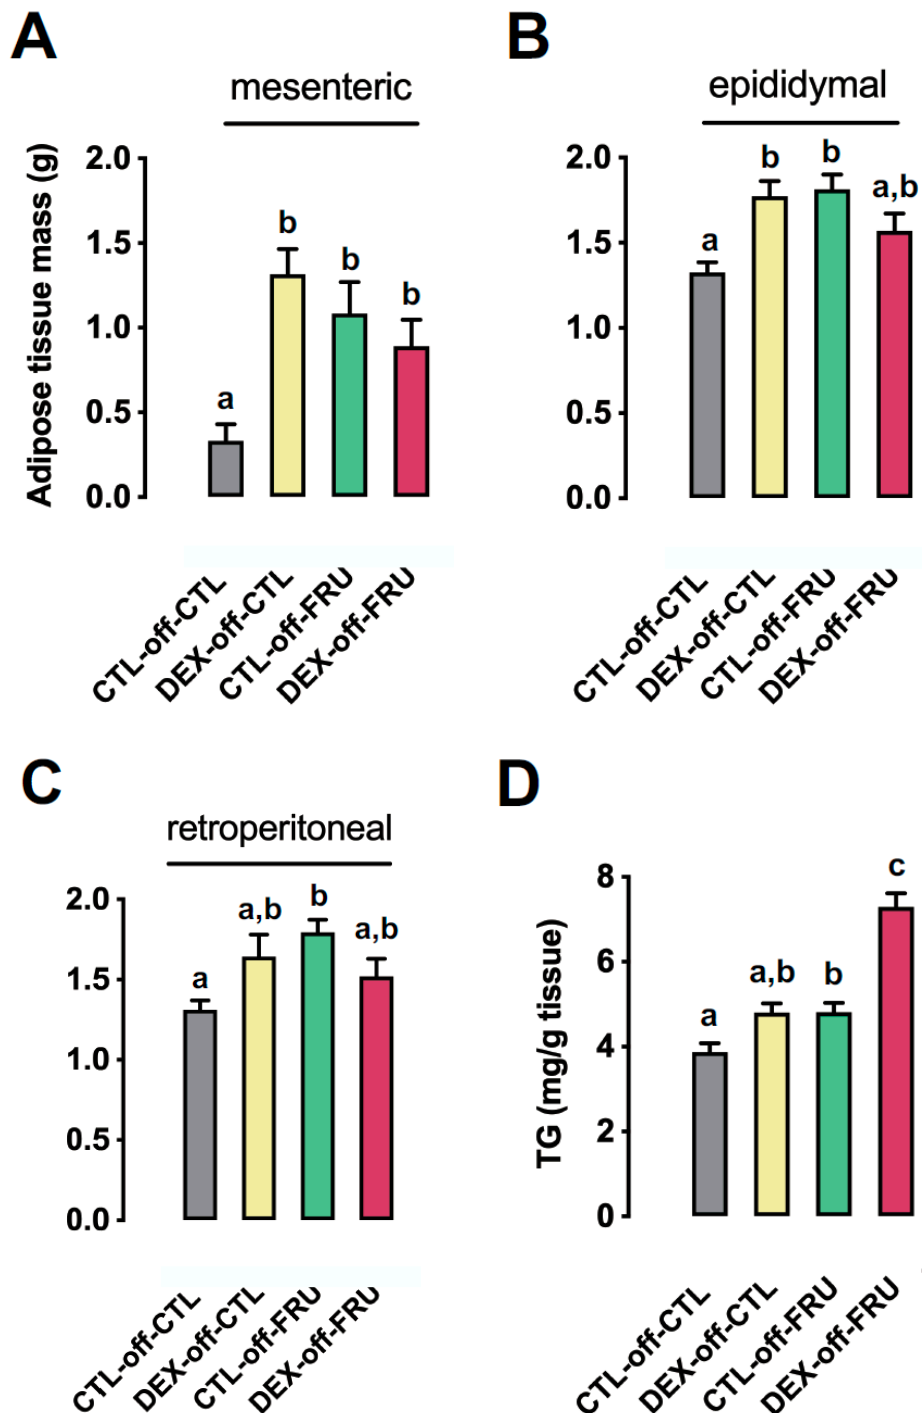 A
mesenteric
Adipose tissue mass (g)
2.0
1.5
1.0
0.5
0.0
a
b
b
b
CTL-off-CTL
DEX-off-CTL
CTL-off-FRU
DEX-off-FRU
B
epididymal
2.0
1.5
1.0
0.5
0.0
a
b
b
a,b
CTL-off-CTL
DEX-off-CTL
CTL-off-FRU
DEX-off-FRU
C
retroperitoneal
2.0
1.5
1.0
0.5
0.0
a
a,b
b
a,b
CTL-off-CTL
DEX-off-CTL
CTL-off-FRU
DEX-off-FRU
D
TG (mg/g tissue)
8
6
4
2
0
a
a,b
b
c
CTL-off-CTL
DEX-off-CTL
CTL-off-FRU
DEX-off-FRU